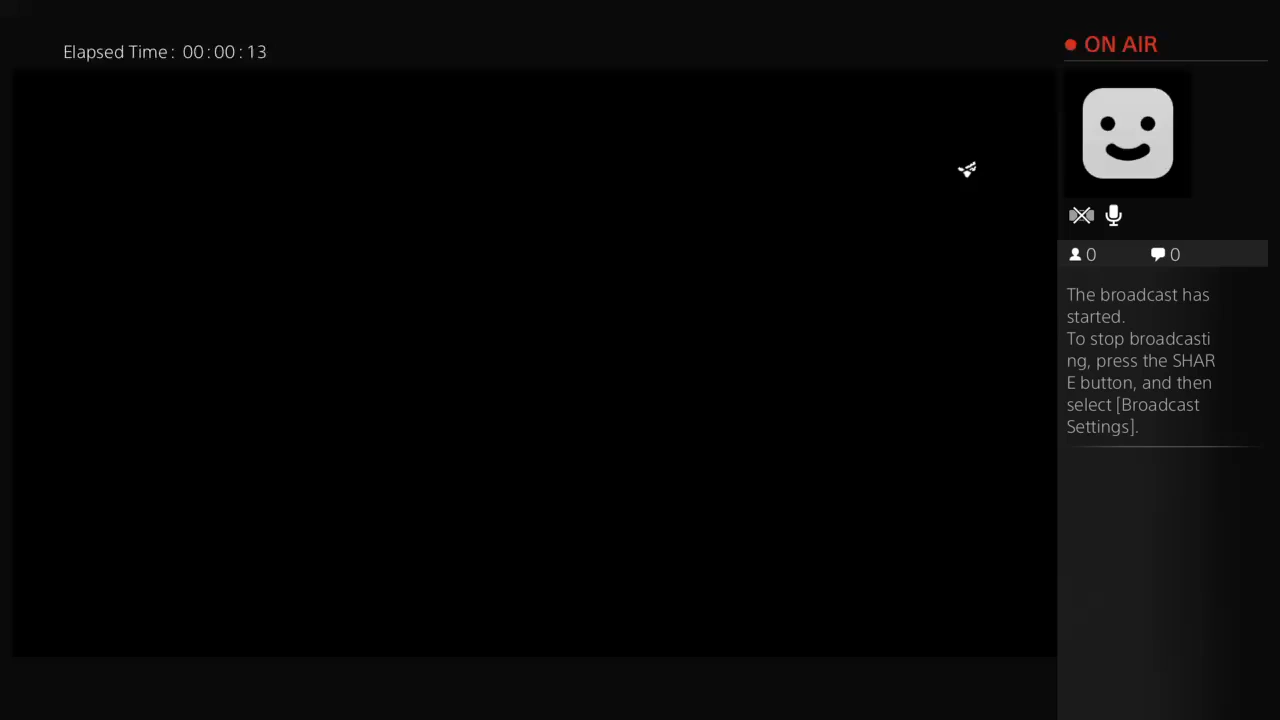 Elapsed Time: 00:00:13
ON AIR
0 0
The broadcast has
started.
To stop broadcasti
ng, press the SHAR
E button, and then
select [Broadcast
Settings].